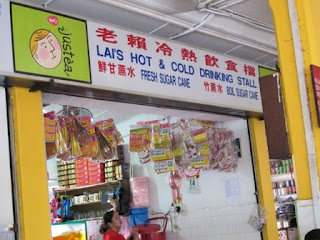 justea
老賴冷熱飲食檔
LAI'S HOT & COLD DRINKING STALL
鮮甘蔗水 FRESH SUGAR CANE 竹蔗水 BOIL SUGAR CANE
14